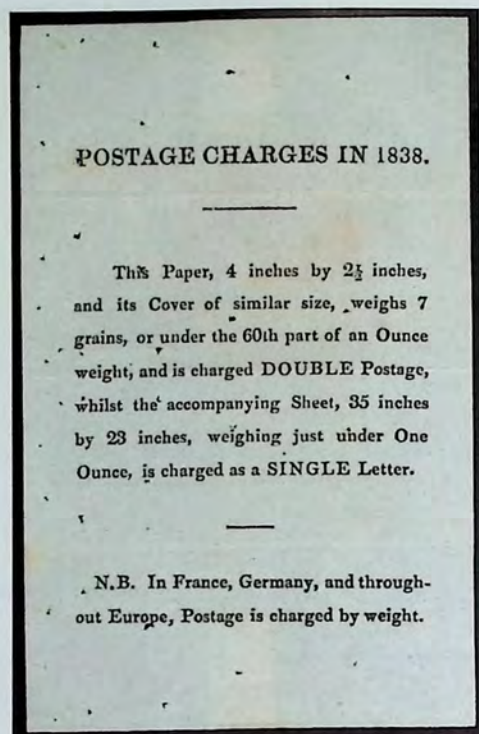 POSTAGE CHARGES IN 1838.
This Paper, 4 inches by 2½ inches,
and its Cover of similar size, weighs 7
grains, or under the 60th part of an Ounce
weight, and is charged DOUBLE Postage,
whilst the accompanying Sheet, 35 inches
by 23 inches, weighing just under One
Ounce, is charged as a SINGLE Letter.
N.B. In France, Germany, and through-
out Europe, Postage is charged by weight.